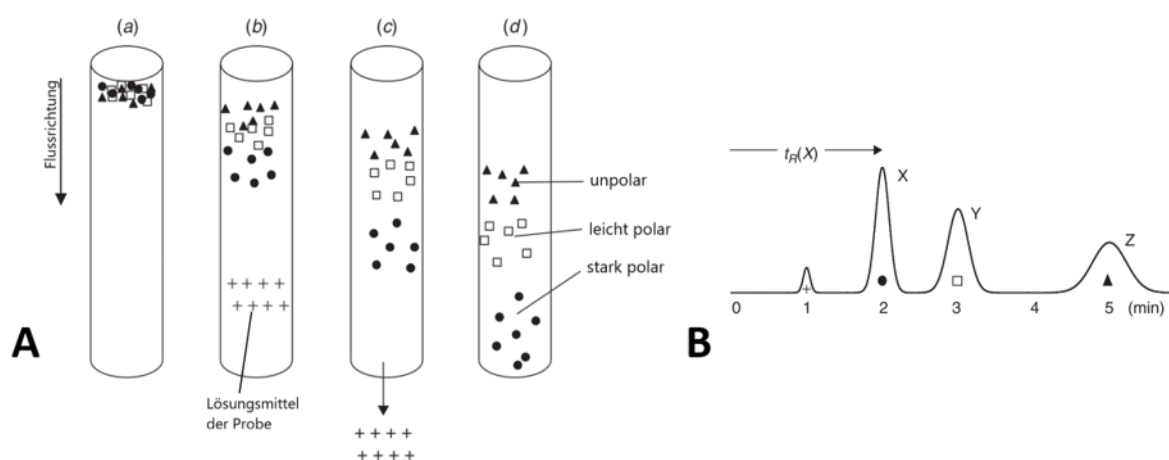 (a) (b) (c) (d)
Flussrichtung
unpolar
leicht polar
stark polar
Lösungsmittel
der Probe
A
t_R(X)
X
Y
Z
0 1 2 3 4 5 (min)
B